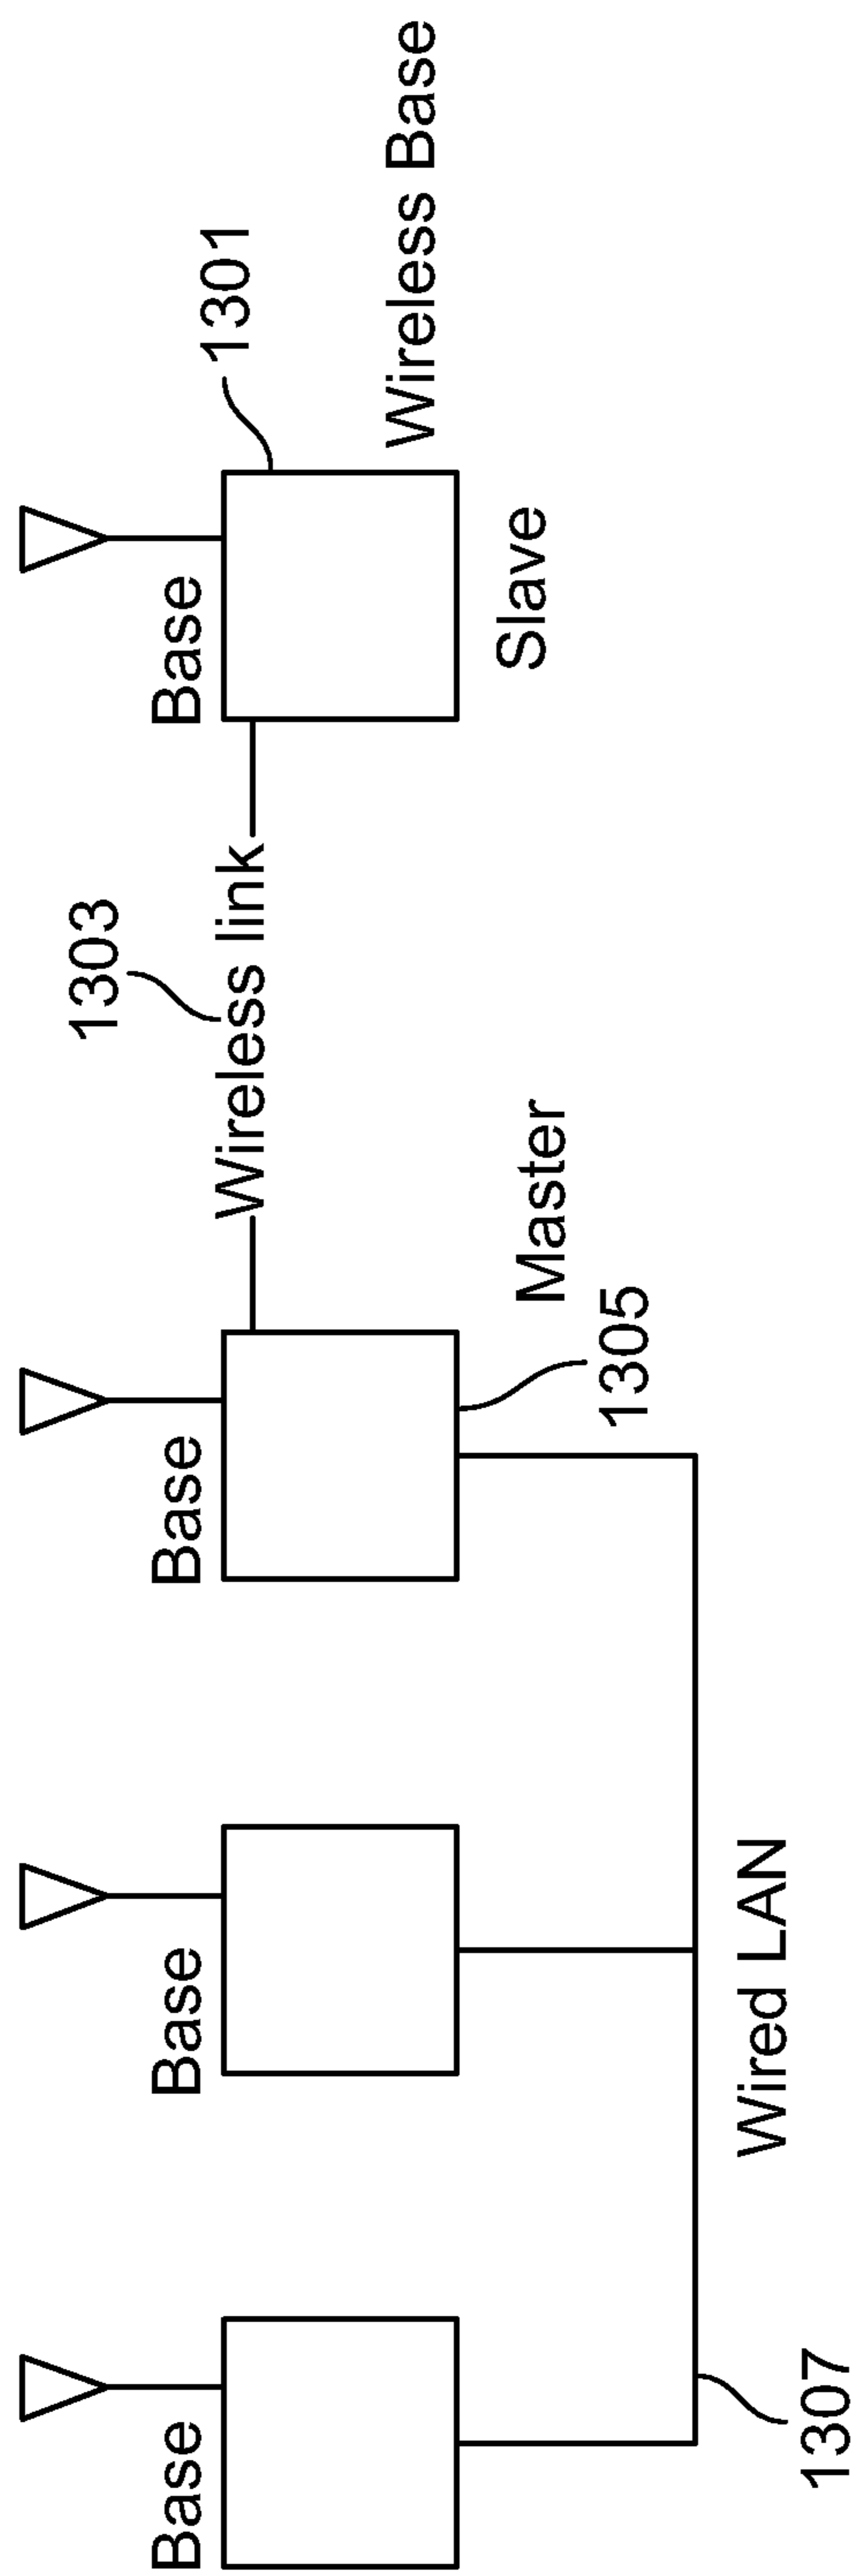 1303
1301
Base
Base
Base
Base
Wireless link
Wireless Base
Master
Slave
1305
Wired LAN
1307